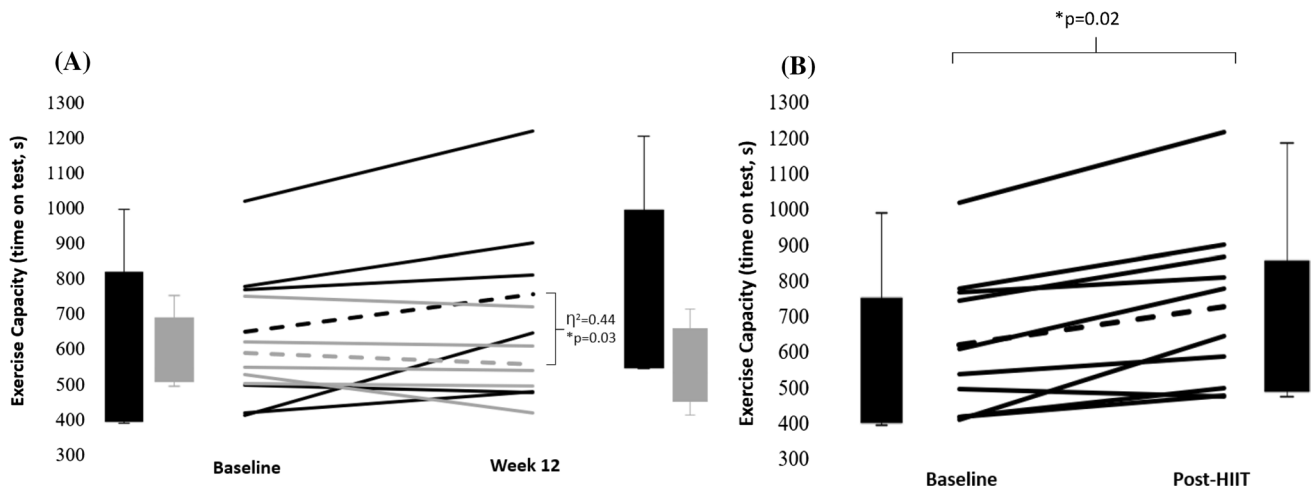 (A)
Exercise Capacity (time on test, s)
1300
1200
1100
1000
900
800
700
600
500
400
300
Baseline
Week 12
η²=0.44
*p=0.03
*p=0.02
(B)
Exercise Capacity (time on test, s)
1300
1200
1100
1000
900
800
700
600
500
400
300
Baseline
Post-HIIT